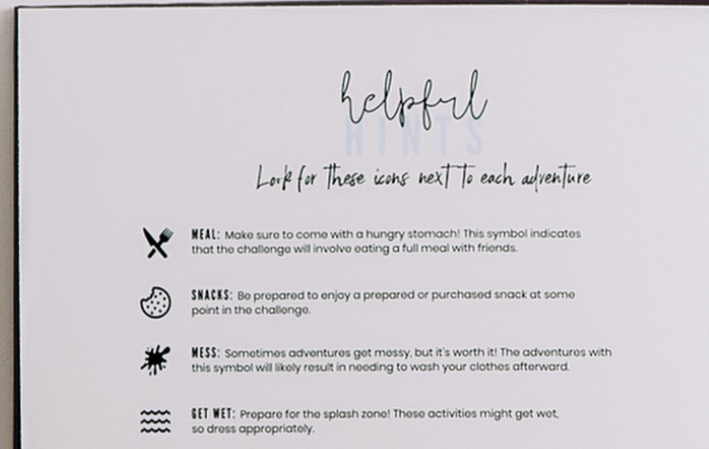 helpful
HINTS
Look for these icons next to each adventure
MEAL: Make sure to come with a hungry stomach! This symbol indicates
that the challenge will involve eating a full meal with friends.
SNACKS: Be prepared to enjoy a prepared or purchased snack at some
point in the challenge.
MESS: Sometimes adventures get messy, but it's worth it! The adventures with
this symbol will likely result in needing to wash your clothes afterward.
GET WET: Prepare for the splash zone! These activities might get wet,
so dress appropriately.